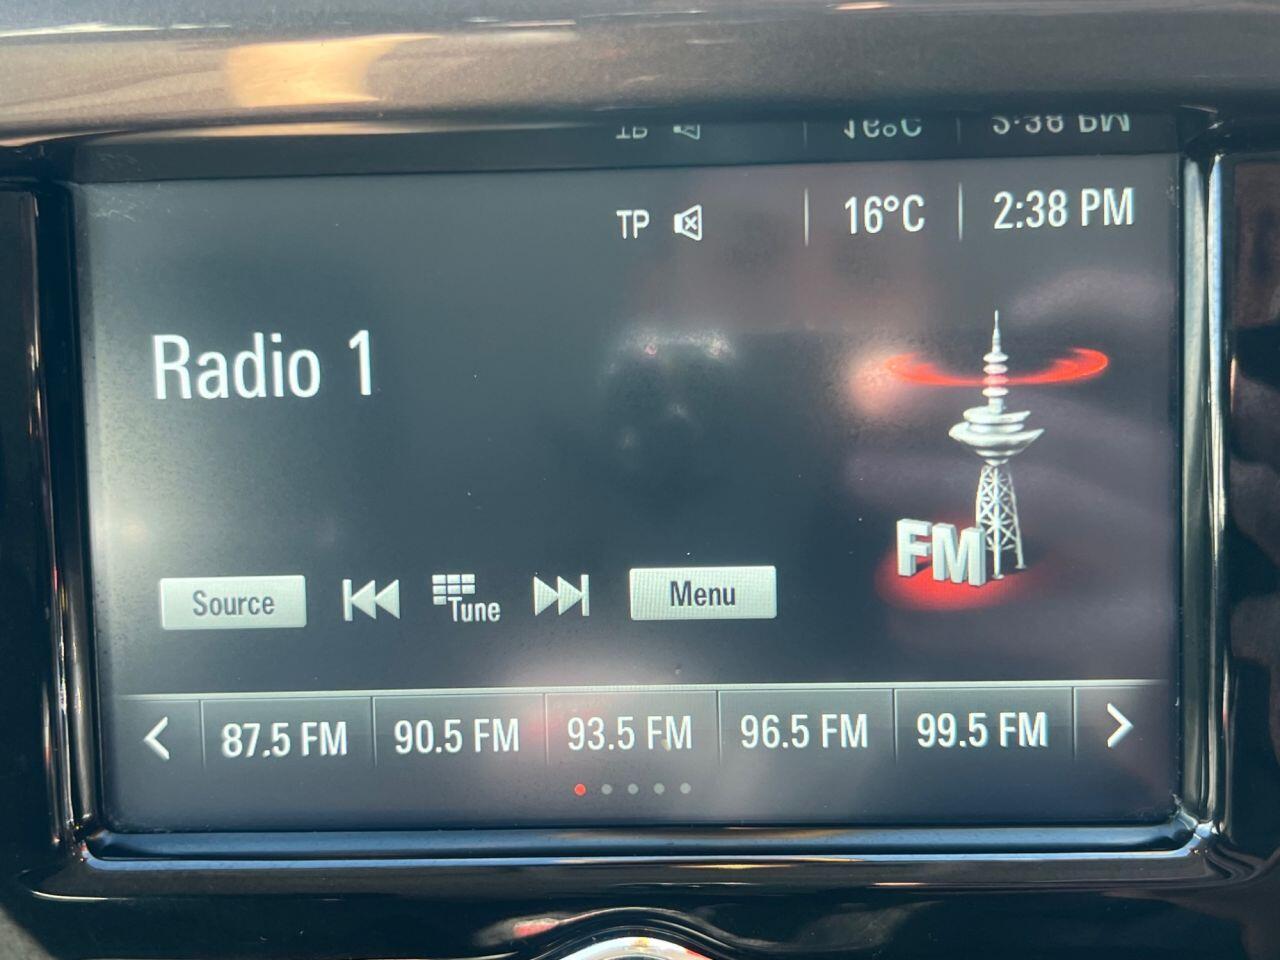 TP 16°C 2:38 PM
Radio 1
FM
Source Tune Menu
87.5 FM 90.5 FM 93.5 FM 96.5 FM 99.5 FM